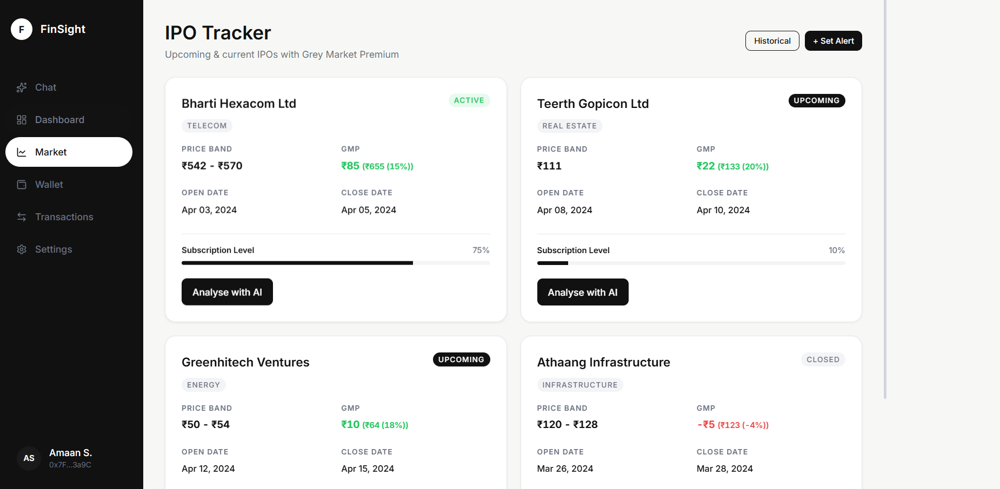 F FinSight
Chat
Dashboard
Market
Wallet
Transactions
Settings
AS
Amaan S.
0x7F...3a9C
IPO Tracker
Upcoming & current IPOs with Grey Market Premium
Historical
+ Set Alert
Bharti Hexacom Ltd
ACTIVE
TELECOM
PRICE BAND
₹542 - ₹570
GMP
₹85 (₹655 (15%))
OPEN DATE
Apr 03, 2024
CLOSE DATE
Apr 05, 2024
Subscription Level
75%
Analyse with AI
Teerth Gopicon Ltd
UPCOMING
REAL ESTATE
PRICE BAND
₹111
GMP
₹22 (₹133 (20%))
OPEN DATE
Apr 08, 2024
CLOSE DATE
Apr 10, 2024
Subscription Level
10%
Analyse with AI
Greenhitech Ventures
UPCOMING
ENERGY
PRICE BAND
₹50 - ₹54
GMP
₹10 (₹64 (18%))
OPEN DATE
Apr 12, 2024
CLOSE DATE
Apr 15, 2024
Athaang Infrastructure
CLOSED
INFRASTRUCTURE
PRICE BAND
₹120 - ₹128
GMP
-₹5 (₹123 (-4%))
OPEN DATE
Mar 26, 2024
CLOSE DATE
Mar 28, 2024